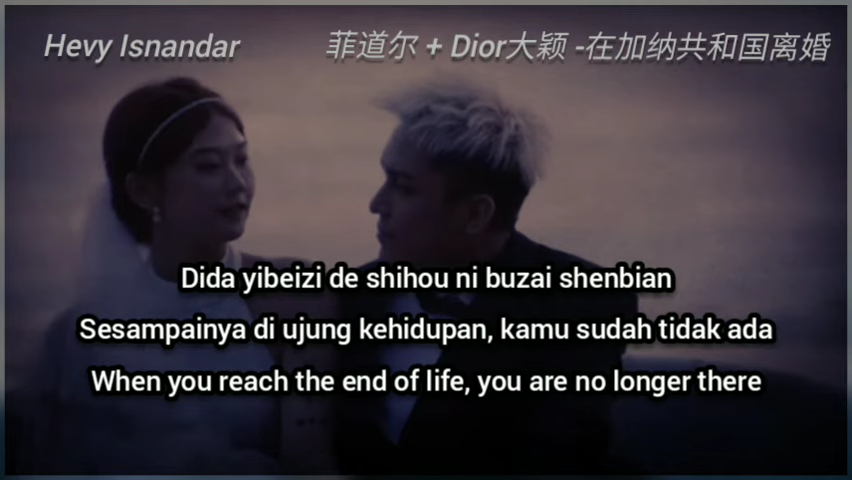 Hevy Isnandar
菲道尔 + Dior大颖 -在加纳共和国离婚
Dida yibeizi de shihou ni buzai shenbian
Sesampainya di ujung kehidupan, kamu sudah tidak ada
When you reach the end of life, you are no longer there